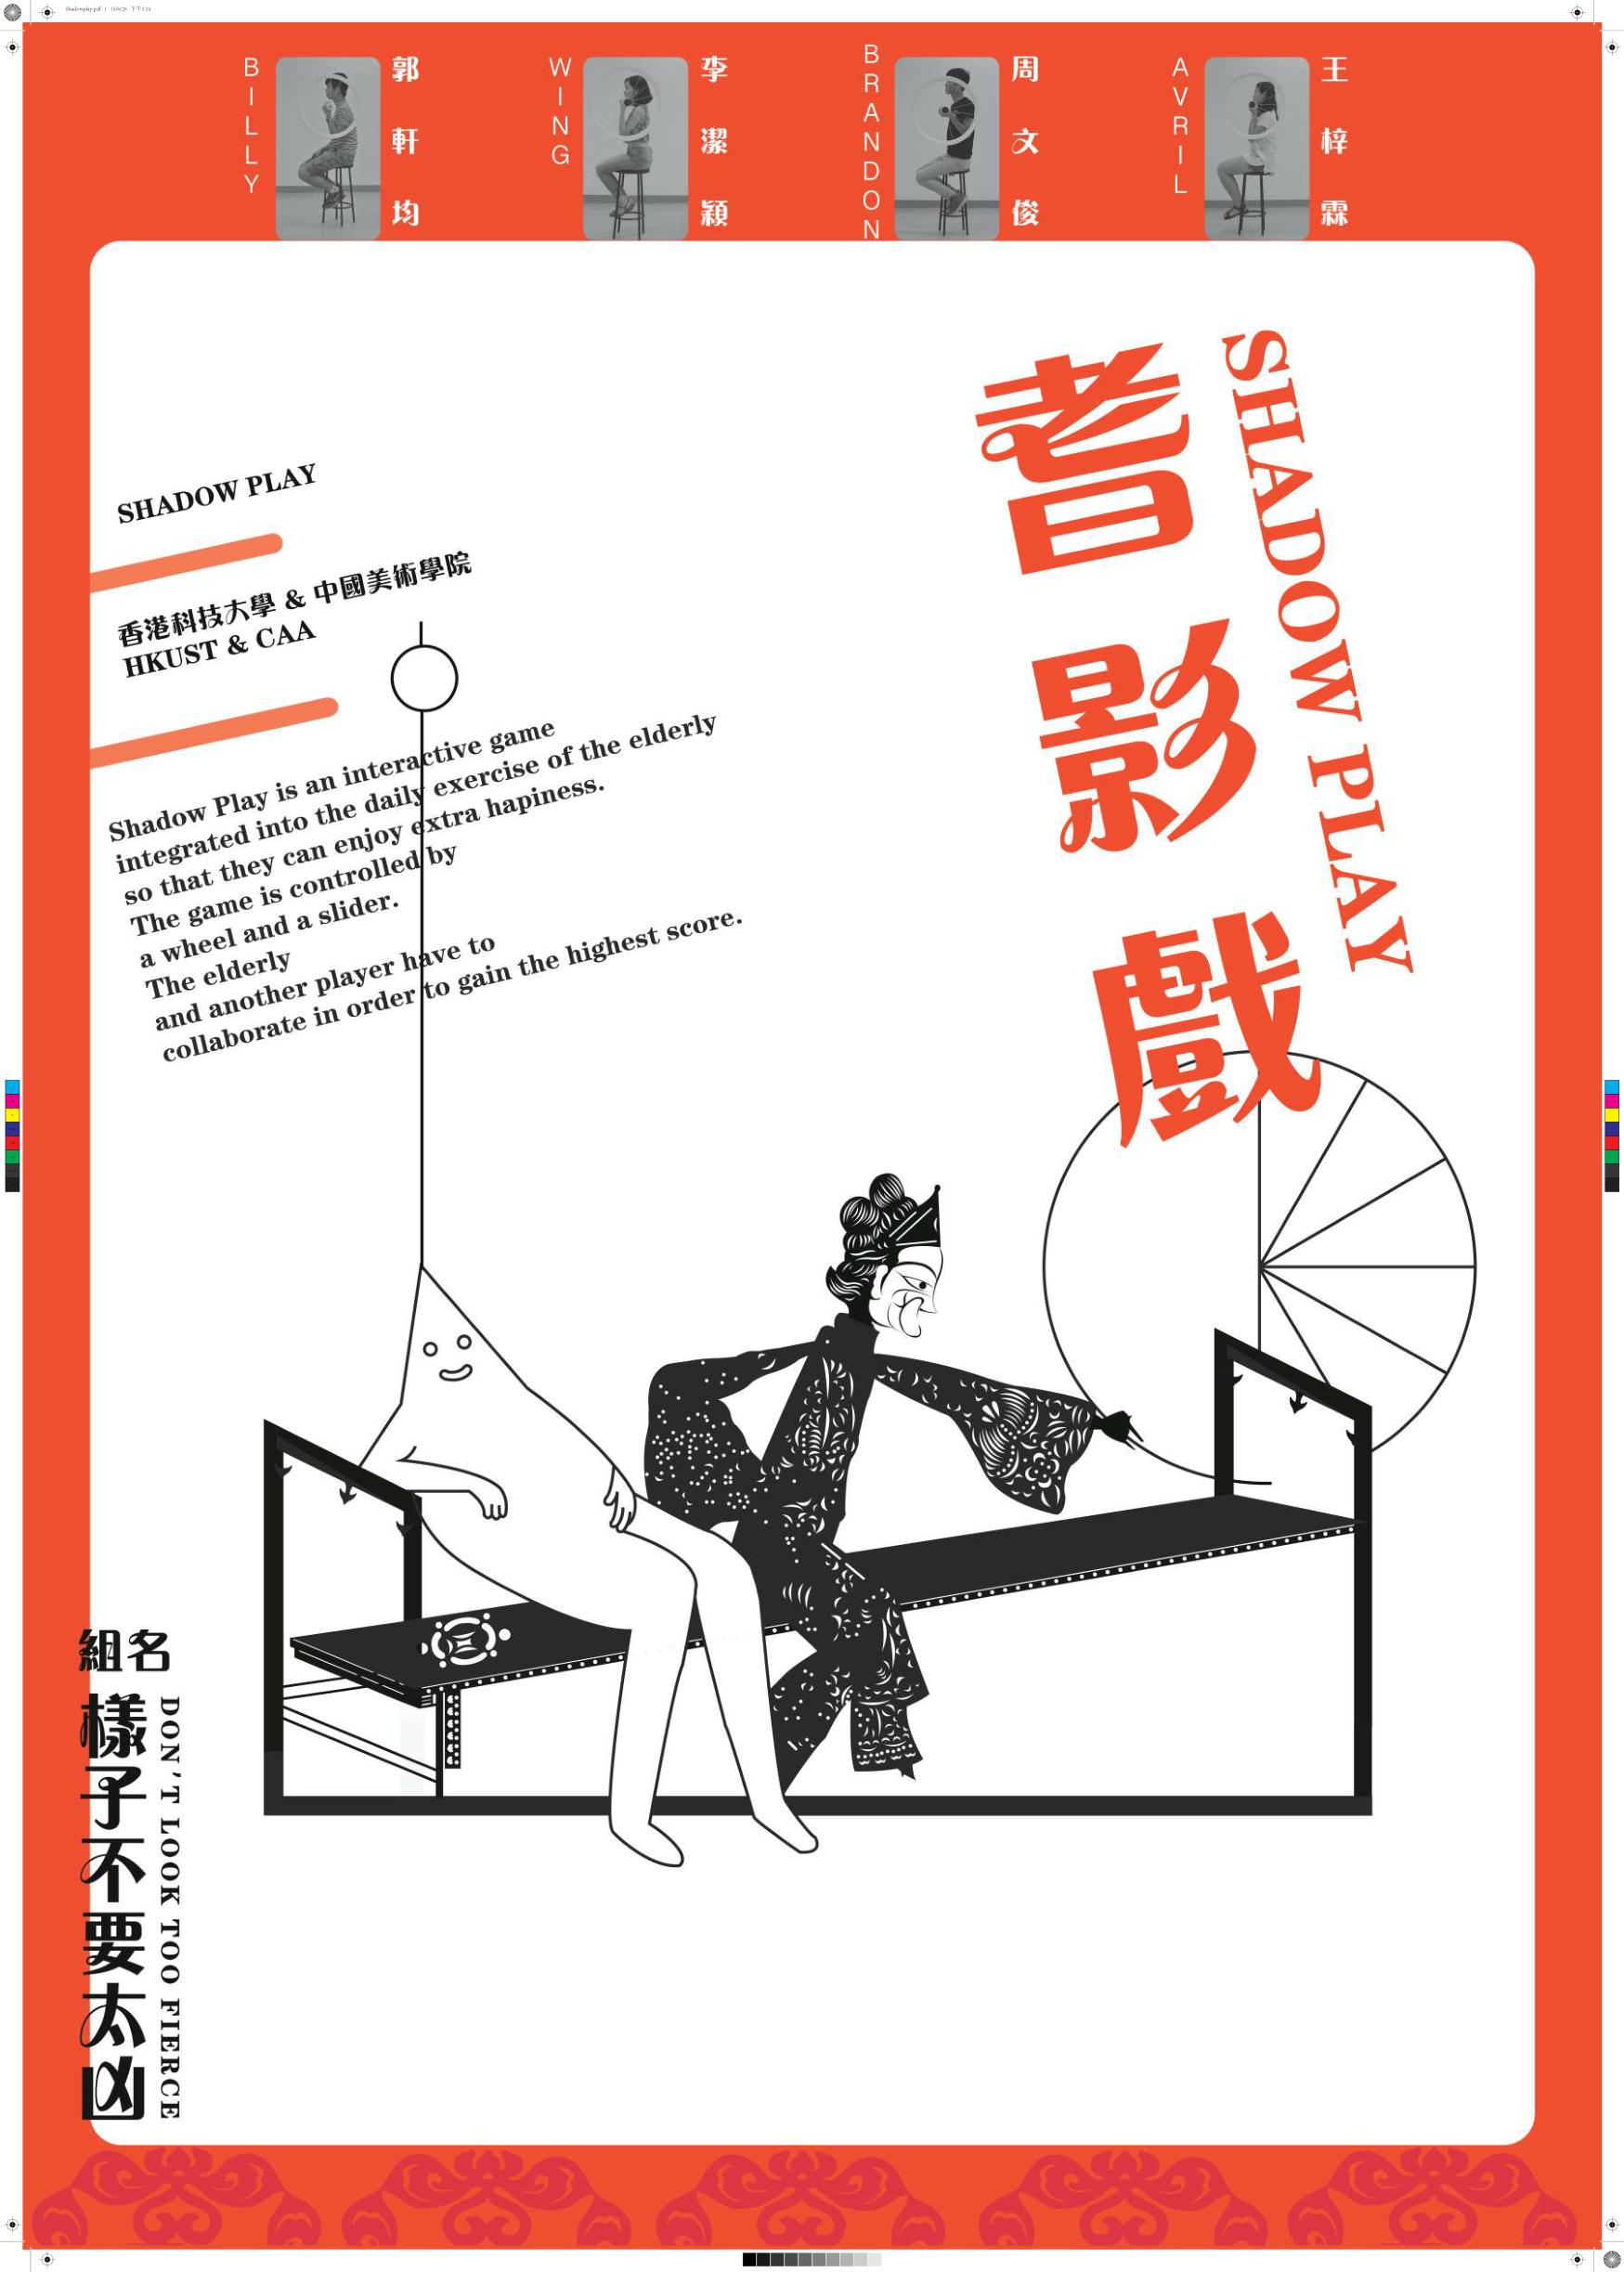 BILLY
郭軒均
WING
李潔穎
BRANDON
周文俊
AVRIL
王梓霖
耆影戲
SHADOW PLAY
SHADOW PLAY
香港科技大學 & 中國美術學院
HKUST & CAA
Shadow Play is an interactive game
integrated into the daily exercise of the elderly
so that they can enjoy extra hapiness.
The game is controlled by
a wheel and a slider.
The elderly
and another player have to
collaborate in order to gain the highest score.
組名
樣子不要太凶
DON'T LOOK TOO FIERCE